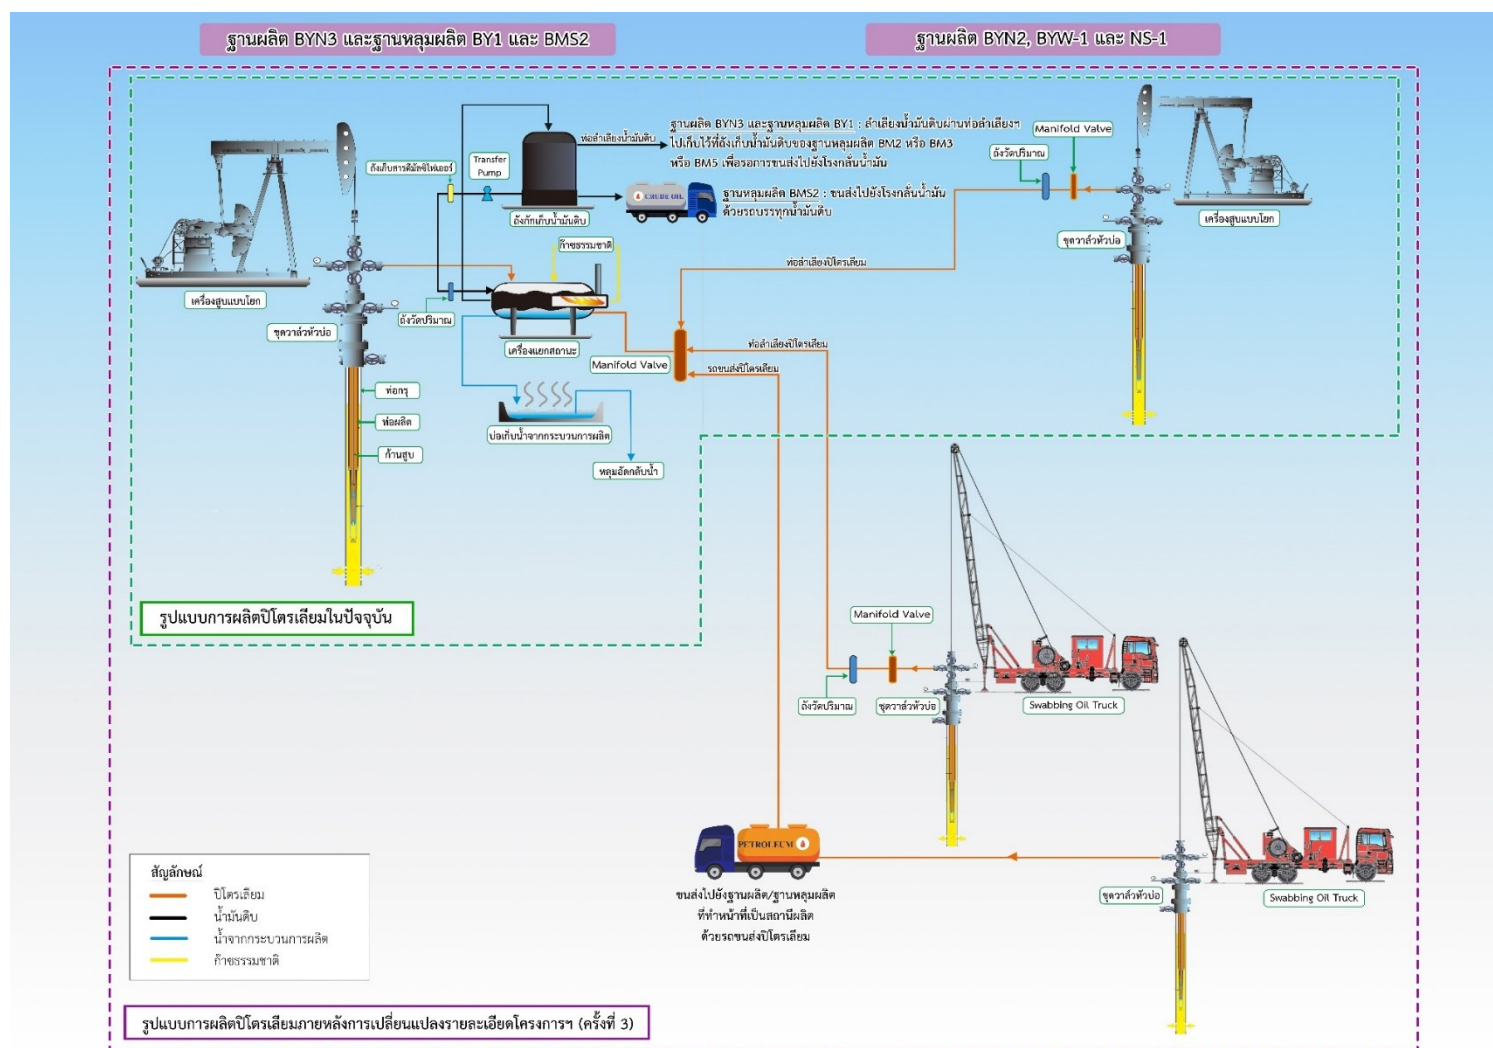 ฐานผลิต BYN3 และฐานหลุมผลิต BY1 และ BMS2
ฐานผลิต BYN2, BYW-1 และ NS-1
ท่อลำเลียงน้ำมันดิบ
ฐานผลิต BYN3 และฐานหลุมผลิต BY1 : ลำเลียงน้ำมันดิบผ่านท่อลำเลียงฯ
ไปเก็บไว้ที่ถังเก็บน้ำมันดิบของฐานหลุมผลิต BM2 หรือ BM3
หรือ BM5 เพื่อรอการขนส่งไปยังโรงกลั่นน้ำมัน
Manifold Valve
ถังวัดปริมาณ
ถังเก็บสารดีมัลซิไฟเออร์
Transfer
Pump
CRUDE OIL
ฐานหลุมผลิต BMS2 : ขนส่งไปยังโรงกลั่นน้ำมัน
ด้วยรถบรรทุกน้ำมันดิบ
ถังกักเก็บน้ำมันดิบ
เครื่องสูบแบบโยก
ชุดวาล์วหัวบ่อ
ก๊าซธรรมชาติ
ท่อลำเลียงปิโตรเลียม
เครื่องสูบแบบโยก
ถังวัดปริมาณ
ชุดวาล์วหัวบ่อ
เครื่องแยกสถานะ
ท่อลำเลียงปิโตรเลียม
Manifold Valve
รถขนส่งปิโตรเลียม
ท่อกรุ
ท่อผลิต
ก้านสูบ
บ่อเก็บน้ำจากกระบวนการผลิต
หลุมอัดกลับน้ำ
รูปแบบการผลิตปิโตรเลียมในปัจจุบัน
Manifold Valve
ถังวัดปริมาณ
ชุดวาล์วหัวบ่อ
Swabbing Oil Truck
PETROLEUM
ขนส่งไปยังฐานผลิต/ฐานหลุมผลิต
ที่ทำหน้าที่เป็นสถานีผลิต
ด้วยรถขนส่งปิโตรเลียม
ชุดวาล์วหัวบ่อ
Swabbing Oil Truck
สัญลักษณ์
ปิโตรเลียม
น้ำมันดิบ
น้ำจากกระบวนการผลิต
ก๊าซธรรมชาติ
รูปแบบการผลิตปิโตรเลียมภายหลังการเปลี่ยนแปลงรายละเอียดโครงการฯ (ครั้งที่ 3)